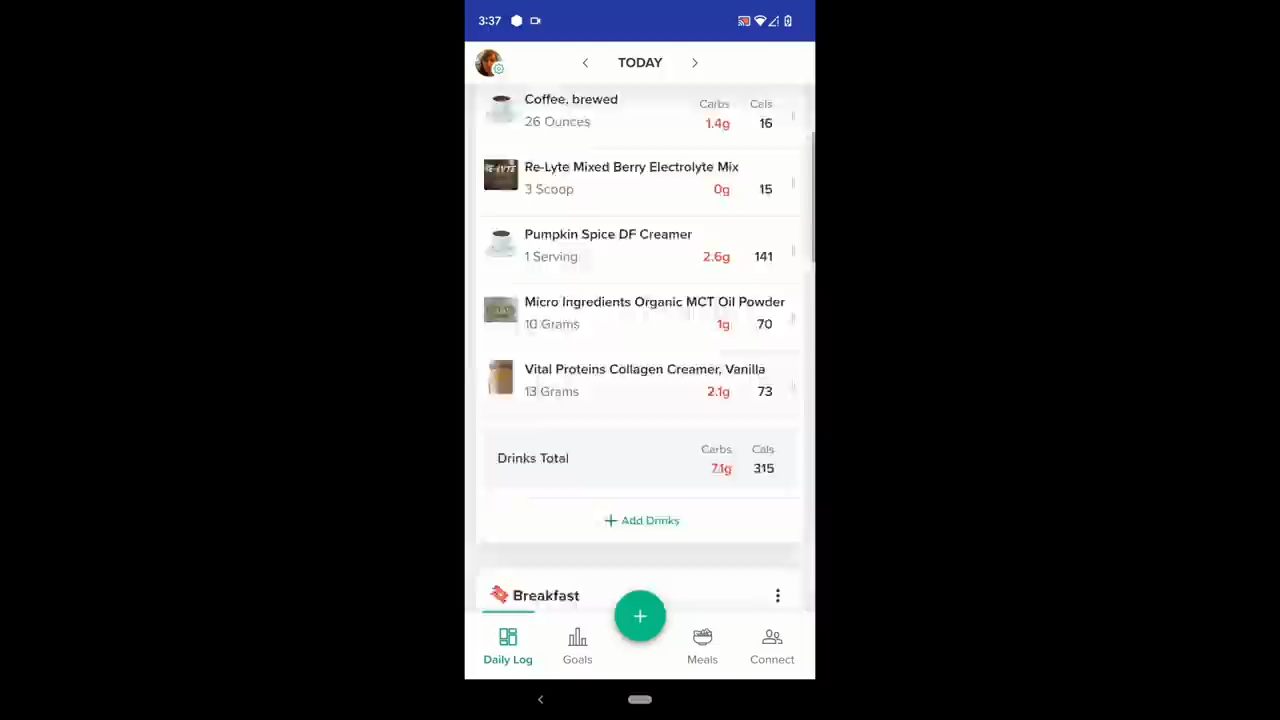 3:37
TODAY
Coffee, brewed
26 Ounces
Carbs Cals
1.4g 16
RE-LYTE
Re-Lyte Mixed Berry Electrolyte Mix
3 Scoop
0g 15
Pumpkin Spice DF Creamer
1 Serving
2.6g 141
Micro Ingredients Organic MCT Oil Powder
10 Grams
1g 70
Vital Proteins Collagen Creamer, Vanilla
13 Grams
2.1g 73
Drinks Total
Carbs Cals
7.1g 315
+ Add Drinks
Breakfast
Daily Log
Goals
Meals
Connect